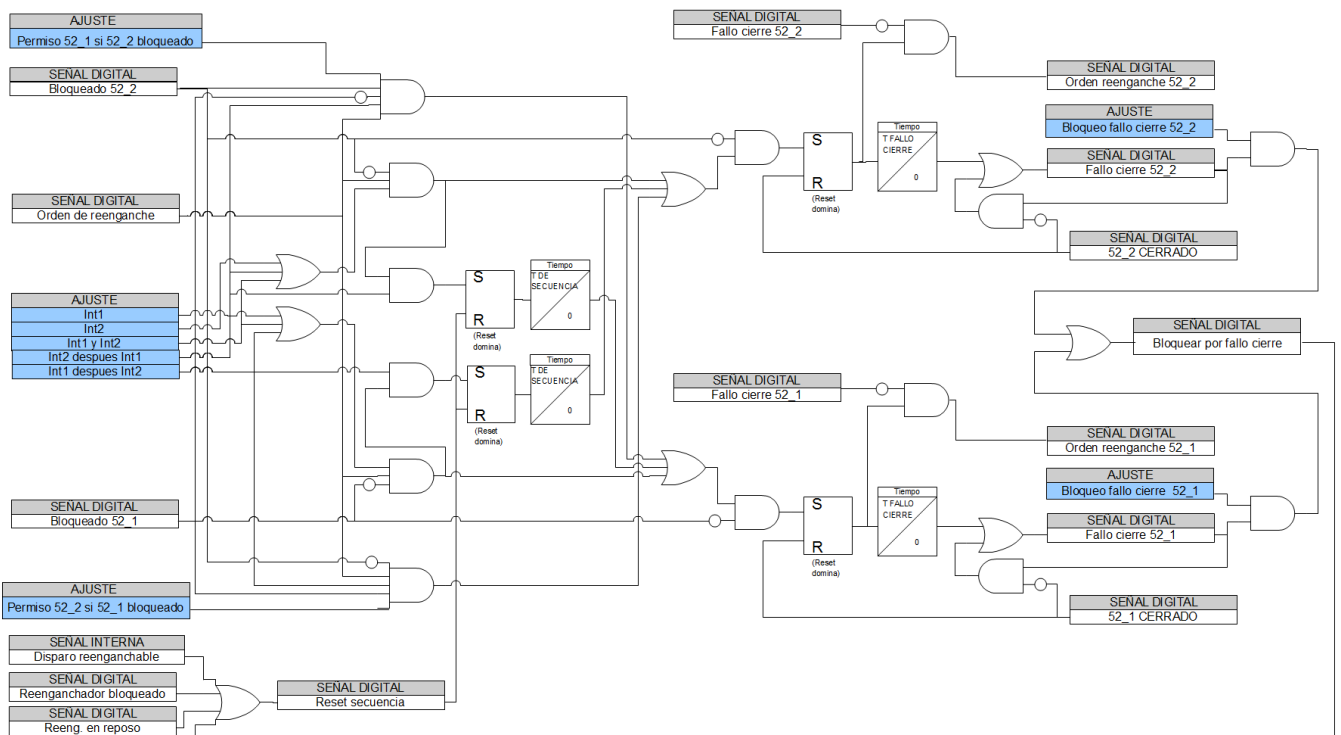 AJUSTE
Permiso 52_1 si 52_2 bloqueado
SEÑAL DIGITAL
Bloqueado 52_2
SEÑAL DIGITAL
Orden de reenganche
AJUSTE
Int1
Int2
Int1 y Int2
Int2 despues Int1
Int1 despues Int2
SEÑAL DIGITAL
Bloqueado 52_1
AJUSTE
Permiso 52_2 si 52_1 bloqueado
SEÑAL INTERNA
Disparo reenganchable
SEÑAL DIGITAL
Reenganchador bloqueado
SEÑAL DIGITAL
Reeng. en reposo
SEÑAL DIGITAL
Reset secuencia
S
R
(Reset
domina)
Tiempo
T DE
SECUENCIA
0
S
R
(Reset
domina)
Tiempo
T DE
SECUENCIA
0
SEÑAL DIGITAL
Fallo cierre 52_2
S
R
(Reset
domina)
Tiempo
T FALLO
CIERRE
0
SEÑAL DIGITAL
Orden reenganche 52_2
AJUSTE
Bloqueo fallo cierre 52_2
SEÑAL DIGITAL
Fallo cierre 52_2
SEÑAL DIGITAL
52_2 CERRADO
SEÑAL DIGITAL
Bloquear por fallo cierre
SEÑAL DIGITAL
Fallo cierre 52_1
S
R
(Reset
domina)
Tiempo
T FALLO
CIERRE
0
SEÑAL DIGITAL
Orden reenganche 52_1
AJUSTE
Bloqueo fallo cierre 52_1
SEÑAL DIGITAL
Fallo cierre 52_1
SEÑAL DIGITAL
52_1 CERRADO